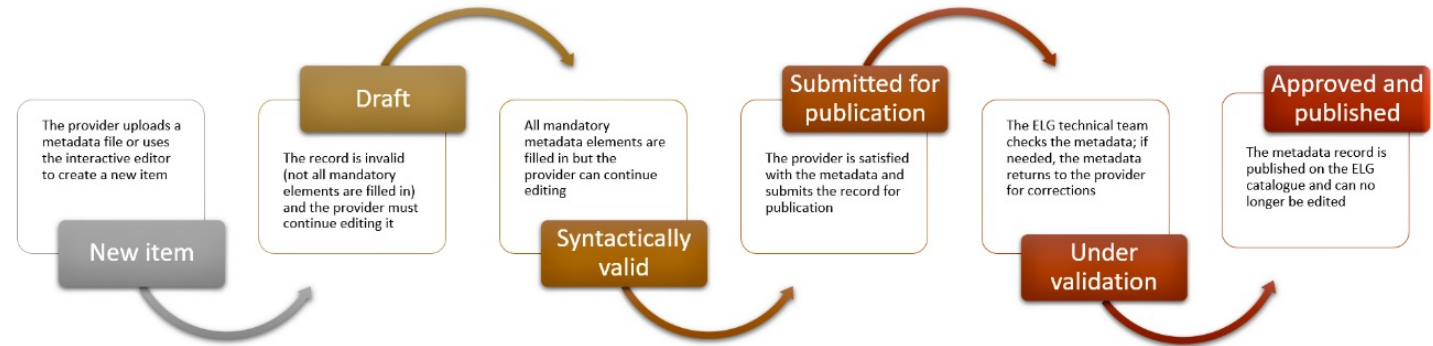 The provider uploads a
metadata file or uses
the interactive editor
to create a new item
New item
Draft
The record is invalid
(not all mandatory
elements are filled in)
and the provider must
continue editing it
All mandatory
metadata elements are
filled in but the
provider can continue
editing
Syntactically
valid
Submitted for
publication
The provider is satisfied
with the metadata and
submits the record for
publication
The ELG technical team
checks the metadata; if
needed, the metadata
returns to the provider
for corrections
Under
validation
Approved and
published
The metadata record is
published on the ELG
catalogue and can no
longer be edited